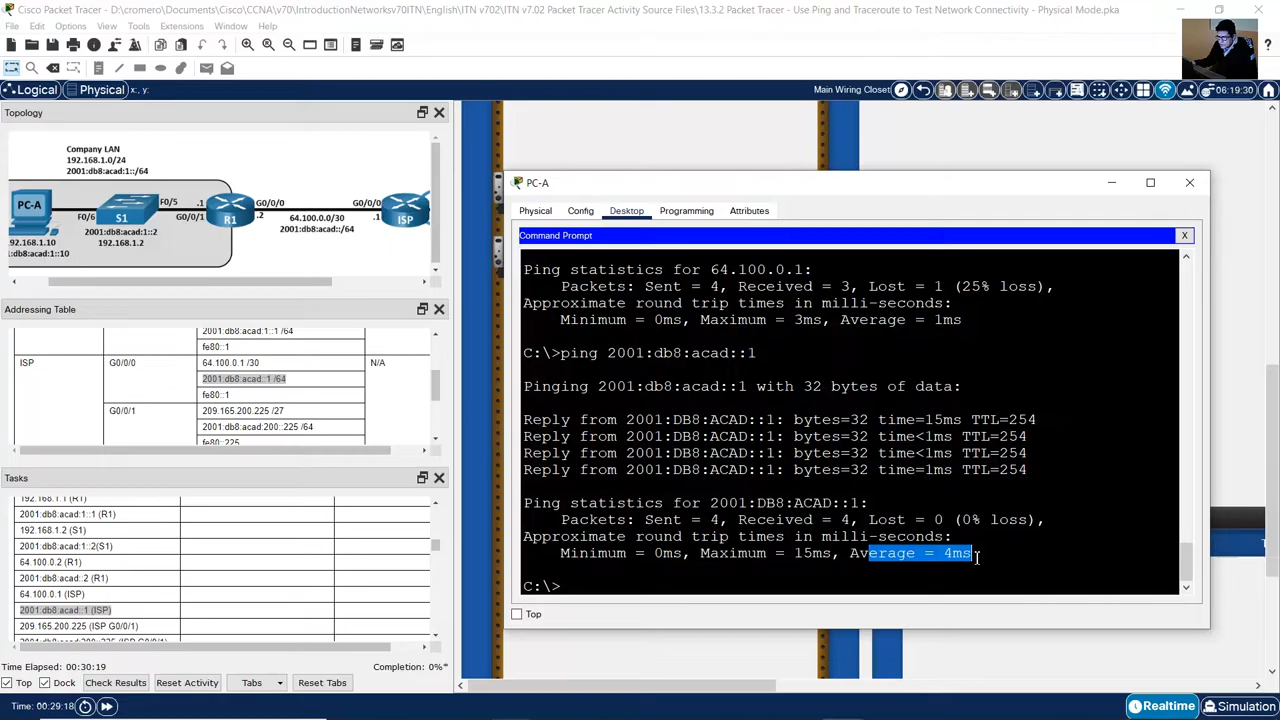 Cisco Packet Tracer - D:\cromero\Documents\Cisco\CCNA\v70\IntroductionNetworksv70ITN\English\ITN v702\ITN v7.02 Packet Tracer Activity Source Files\13.3.2 Packet Tracer - Use Ping and Traceroute to Test Network Connectivity - Physical Mode.pka
File Edit Options View Tools Extensions Window Help
Logical Physical x: y: Main Wiring Closet 06:19:30
Topology
Company LAN
192.168.1.0/24
2001:db8:acad:1::/64
PC-A
F0/5
.1
G0/0/0
G0/0/
F0/6
S1
G0/0/1
R1
.2
64.100.0.0/30
.1
ISP
2001:db8:acad:1::2
2001:db8:acad::/64
92.168.1.10
192.168.1.2
db8:acad:1::10
Addressing Table
2001:db8:acad:1::1 /64
fe80::1
ISP G0/0/0 64.100.0.1 /30 N/A
2001:db8:acad::1 /64
fe80::1
G0/0/1 209.165.200.225 /27
2001:db8:acad:200::225 /64
fe80::225
Tasks
192.168.1.1 (R1)
2001:db8:acad:1::1 (R1)
192.168.1.2 (S1)
2001:db8:acad:1::2(S1)
64.100.0.2 (R1)
2001:db8:acad::2 (R1)
64.100.0.1 (ISP)
2001:db8:acad::1 (ISP)
209.165.200.225 (ISP G0/0/1)
Time Elapsed: 00:30:19 Completion: 0%*
Top Dock Check Results Reset Activity Tabs Reset Tabs
Time: 00:29:18 Realtime Simulation
PC-A
Physical Config Desktop Programming Attributes
Command Prompt X
Ping statistics for 64.100.0.1:
Packets: Sent = 4, Received = 3, Lost = 1 (25% loss),
Approximate round trip times in milli-seconds:
Minimum = 0ms, Maximum = 3ms, Average = 1ms
C:\>ping 2001:db8:acad::1
Pinging 2001:db8:acad::1 with 32 bytes of data:
Reply from 2001:DB8:ACAD::1: bytes=32 time=15ms TTL=254
Reply from 2001:DB8:ACAD::1: bytes=32 time<1ms TTL=254
Reply from 2001:DB8:ACAD::1: bytes=32 time<1ms TTL=254
Reply from 2001:DB8:ACAD::1: bytes=32 time=1ms TTL=254
Ping statistics for 2001:DB8:ACAD::1:
Packets: Sent = 4, Received = 4, Lost = 0 (0% loss),
Approximate round trip times in milli-seconds:
Minimum = 0ms, Maximum = 15ms, Average = 4ms
C:\>
Top